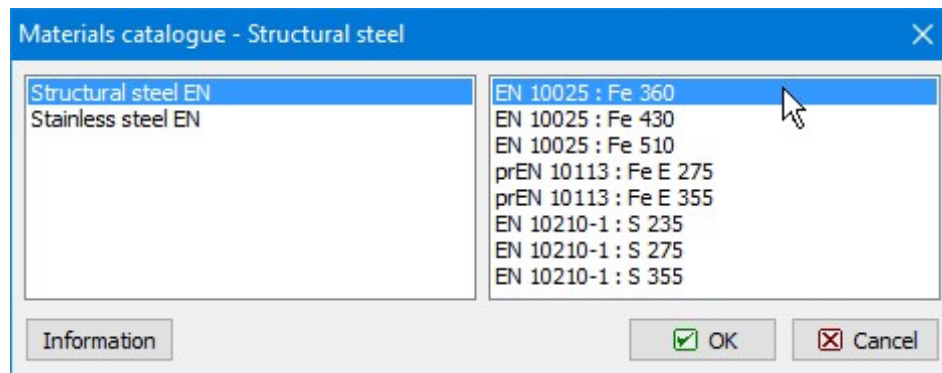 Materials catalogue - Structural steel
Structural steel EN
Stainless steel EN
EN 10025 : Fe 360
EN 10025 : Fe 430
EN 10025 : Fe 510
prEN 10113 : Fe E 275
prEN 10113 : Fe E 355
EN 10210-1 : S 235
EN 10210-1 : S 275
EN 10210-1 : S 355
Information
OK
Cancel